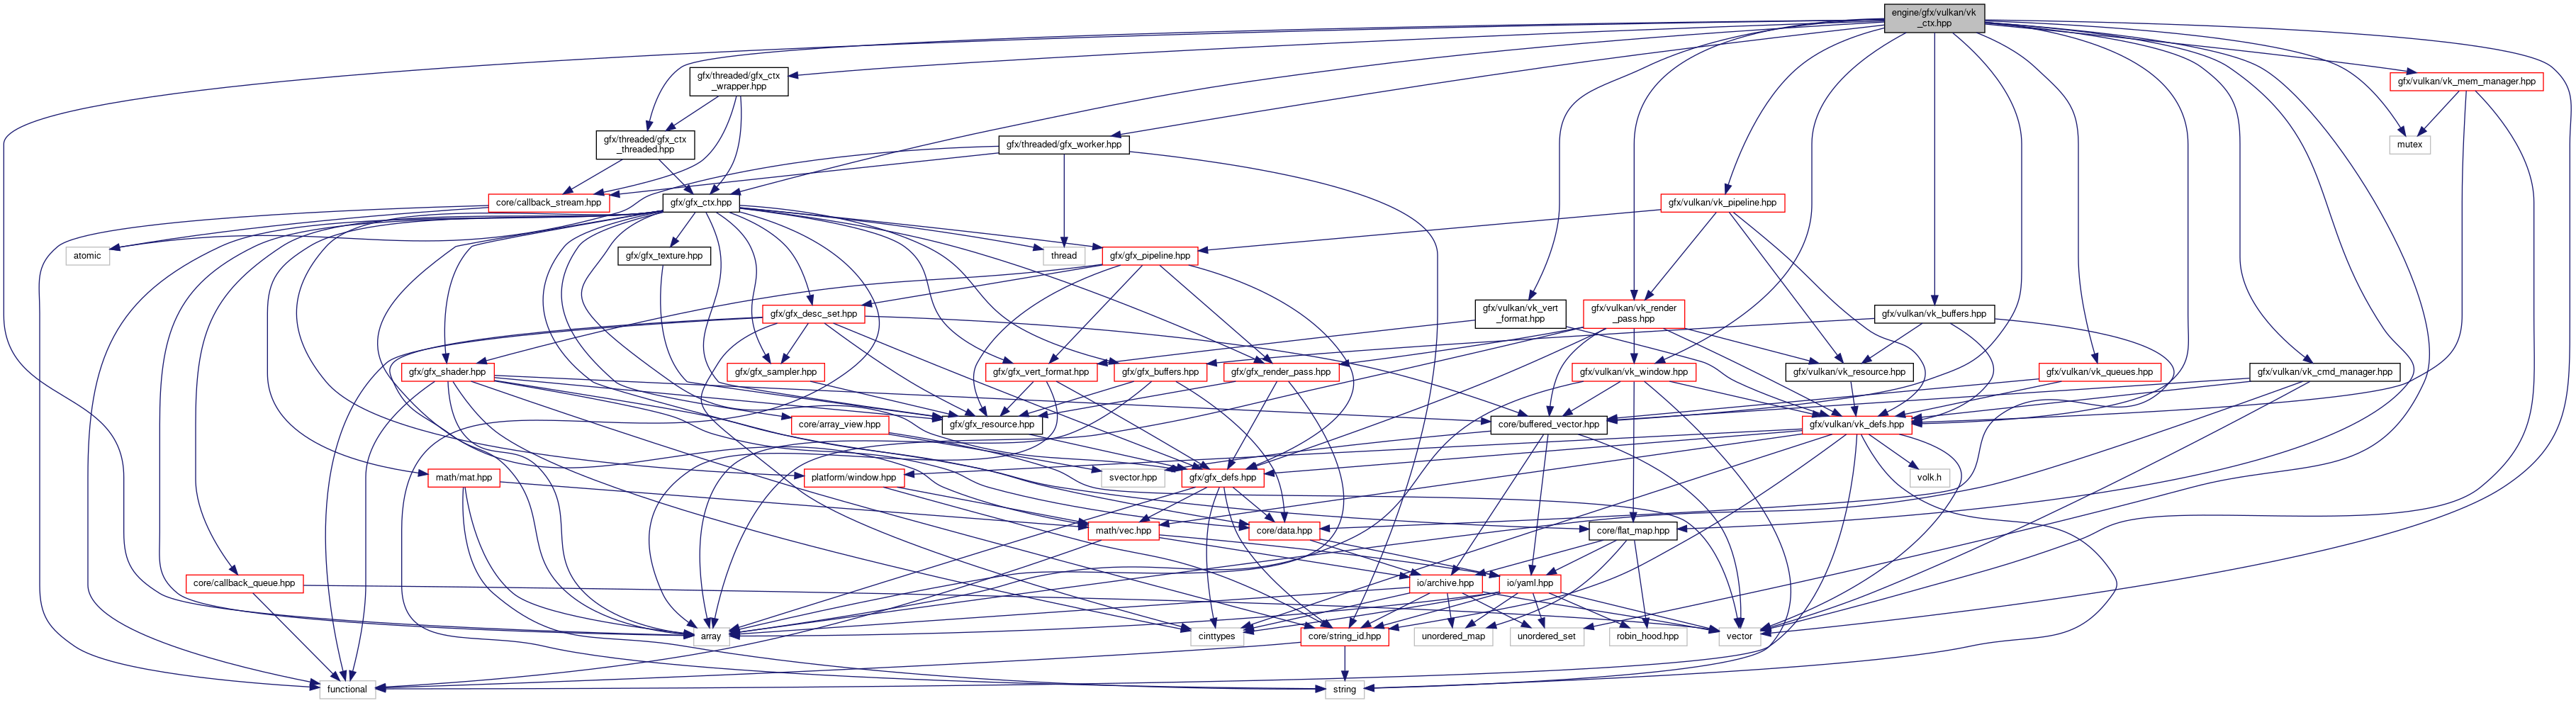 engine/gfx/vulkan/vk
_ctx.hpp
gfx/threaded/gfx_ctx
_wrapper.hpp
gfx/vulkan/vk_mem_manager.hpp
gfx/threaded/gfx_ctx
_threaded.hpp
gfx/threaded/gfx_worker.hpp
mutex
core/callback_stream.hpp
gfx/gfx_ctx.hpp
gfx/vulkan/vk_pipeline.hpp
atomic
gfx/gfx_texture.hpp
thread
gfx/gfx_pipeline.hpp
gfx/gfx_desc_set.hpp
gfx/vulkan/vk_vert
_format.hpp
gfx/vulkan/vk_render
_pass.hpp
gfx/vulkan/vk_buffers.hpp
gfx/gfx_shader.hpp
gfx/gfx_sampler.hpp
gfx/gfx_vert_format.hpp
gfx/gfx_buffers.hpp
gfx/gfx_render_pass.hpp
gfx/vulkan/vk_window.hpp
gfx/vulkan/vk_resource.hpp
gfx/vulkan/vk_queues.hpp
gfx/vulkan/vk_cmd_manager.hpp
core/array_view.hpp
gfx/gfx_resource.hpp
core/buffered_vector.hpp
gfx/vulkan/vk_defs.hpp
math/mat.hpp
platform/window.hpp
svector.hpp
gfx/gfx_defs.hpp
volk.h
math/vec.hpp
core/data.hpp
core/flat_map.hpp
core/callback_queue.hpp
io/archive.hpp
io/yaml.hpp
array
cinttypes
core/string_id.hpp
unordered_map
unordered_set
robin_hood.hpp
vector
functional
string